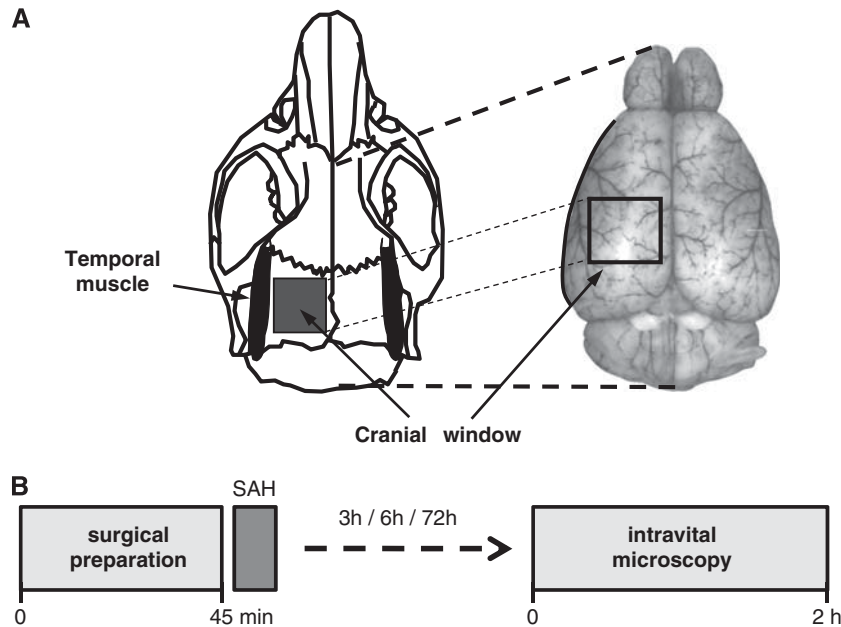 A
Temporal
muscle
Cranial window
B
SAH
surgical
preparation
3h / 6h / 72h
intravital
microscopy
0
45 min
0
2 h